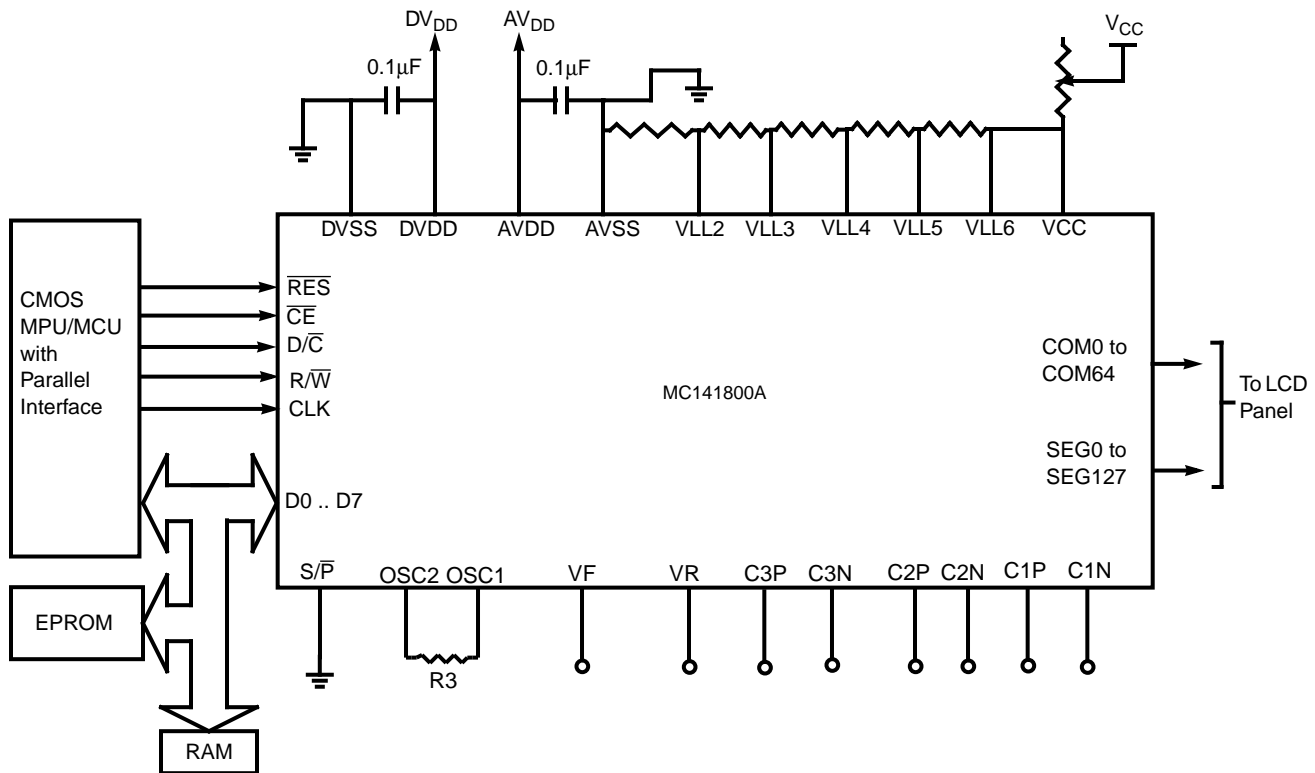 DVDD
AVDD
VCC
0.1μF
0.1μF
DVSS DVDD AVDD AVSS VLL2 VLL3 VLL4 VLL5 VLL6 VCC
CMOS
MPU/MCU
with
Parallel
Interface
R̅E̅S̅
C̅E̅
D/C̅
R/W̅
CLK
D0 .. D7
MC141800A
COM0 to
COM64
SEG0 to
SEG127
To LCD
Panel
S/P̅ OSC2 OSC1 VF VR C3P C3N C2P C2N C1P C1N
R3
EPROM
RAM